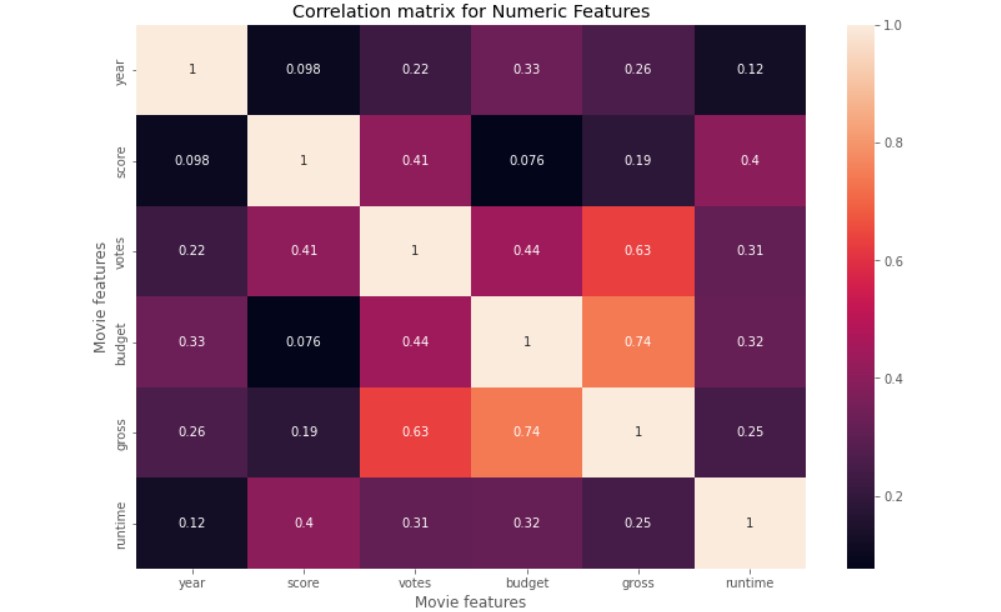 Correlation matrix for Numeric Features
1 0.098 0.22 0.33 0.26 0.12
0.098 1 0.41 0.076 0.19 0.4
0.22 0.41 1 0.44 0.63 0.31
0.33 0.076 0.44 1 0.74 0.32
0.26 0.19 0.63 0.74 1 0.25
0.12 0.4 0.31 0.32 0.25 1
year
score
votes
budget
gross
runtime
Movie features
year score votes budget gross runtime
Movie features
1.0
0.8
0.6
0.4
0.2